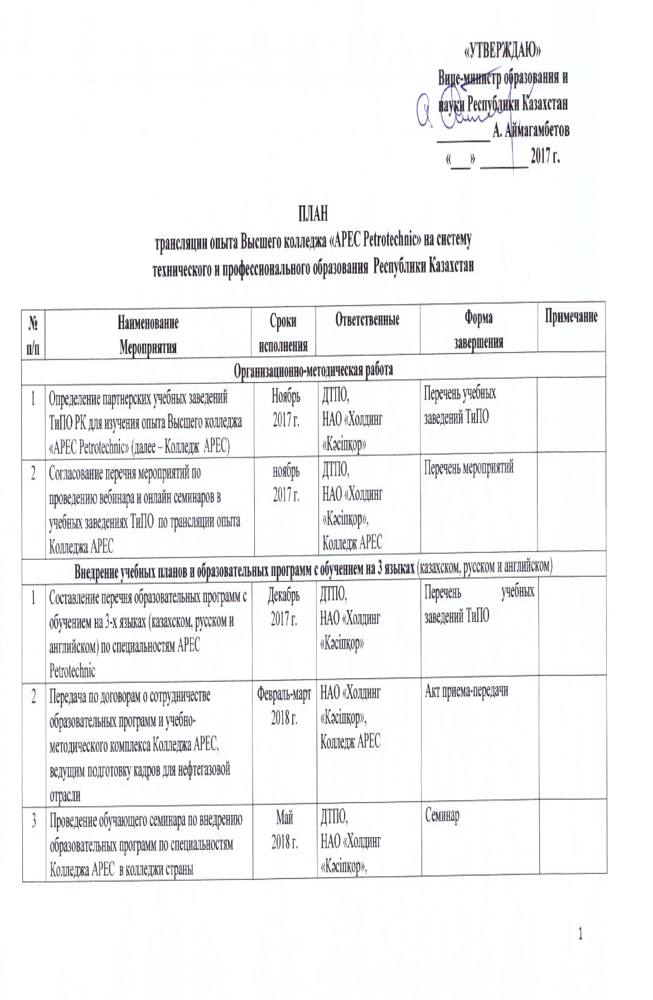 «УТВЕРЖДАЮ»
Вице-министр образования и
науки Республики Казахстан
__________ А. Аймагамбетов
«___» _________ 2017 г.
ПЛАН
трансляции опыта Высшего колледжа «APEC Petrotechnic» на систему
технического и профессионального образования Республики Казахстан
№
п/п
Наименование
Мероприятия
Сроки
исполнения
Ответственные
Форма
завершения
Примечание
Организационно-методическая работа
1
Определение партнерских учебных заведений
ТиПО РК для изучения опыта Высшего колледжа
«APEC Petrotechnic» (далее – Колледж APEC)
Ноябрь
2017 г.
ДТПО,
НАО «Холдинг
«Кәсіпқор»
Перечень учебных
заведений ТиПО
2
Согласование перечня мероприятий по
проведению вебинара и онлайн семинаров в
учебных заведениях ТиПО по трансляции опыта
Колледжа APEC
ноябрь
2017 г.
ДТПО,
НАО «Холдинг
«Кәсіпқор»,
Колледж APEC
Перечень мероприятий
Внедрение учебных планов и образовательных программ с обучением на 3 языках (казахском, русском и английском)
1
Составление перечня образовательных программ с
обучением на 3-х языках (казахском, русском и
английском) по специальностям APEC
Petrotechnic
Декабрь
2017 г.
ДТПО,
НАО «Холдинг
«Кәсіпқор»
Перечень учебных
заведений ТиПО
2
Передача по договорам о сотрудничестве
образовательных программ и учебно-
методического комплекса Колледжа APEC,
ведущим подготовку кадров для нефтегазовой
отрасли
Февраль-март
2018 г.
НАО «Холдинг
«Кәсіпқор»,
Колледж APEC
Акт приема-передачи
3
Проведение обучающего семинара по внедрению
образовательных программ по специальностям
Колледжа APEC в колледжи страны
Май
2018 г.
ДТПО,
НАО «Холдинг
«Кәсіпқор»,
Семинар
1